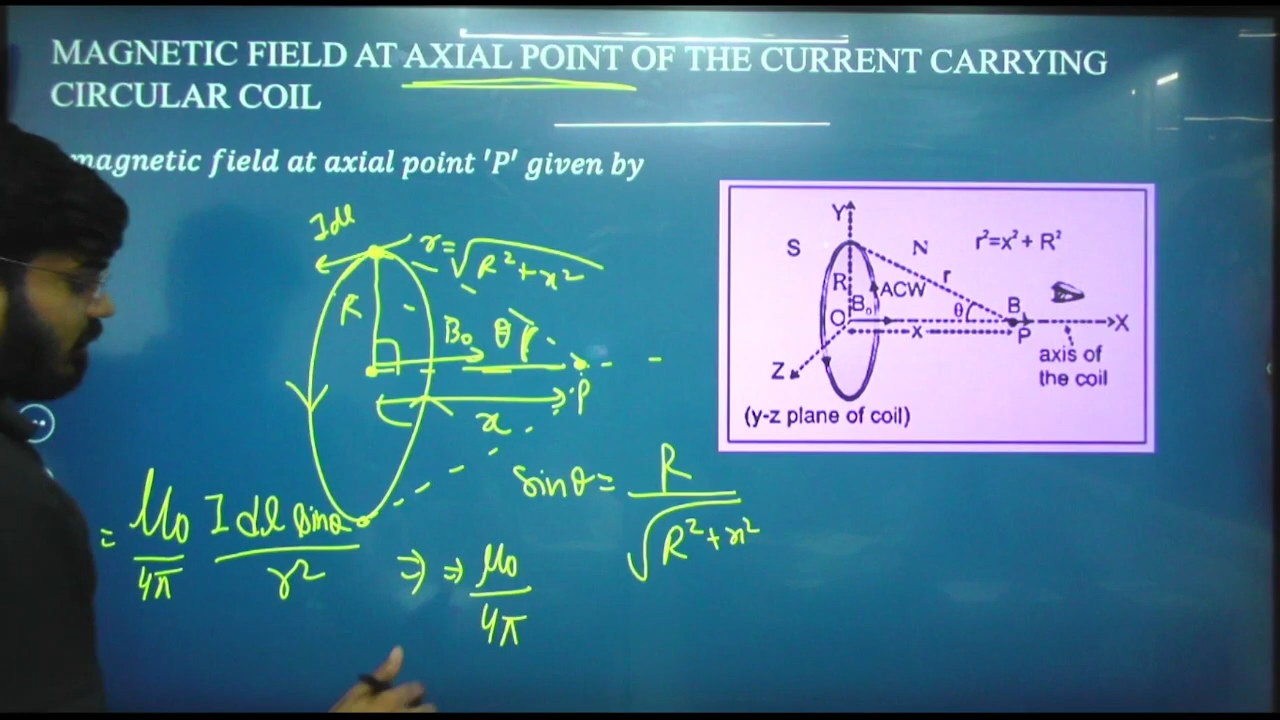 MAGNETIC FIELD AT AXIAL POINT OF THE CURRENT CARRYING
CIRCULAR COIL
magnetic field at axial point 'P' given by
Idl
r = √R² + x²
R
B₀ θ
P
x
sinθ = R / √R² + x²
= μ₀/4π Idl sinθ / r² ⇒ ⇒ μ₀/4π
Y
S N r²=x²+R²
R ACW r
O B₀ θ B
x P X
Z axis of
the coil
(y-z plane of coil)